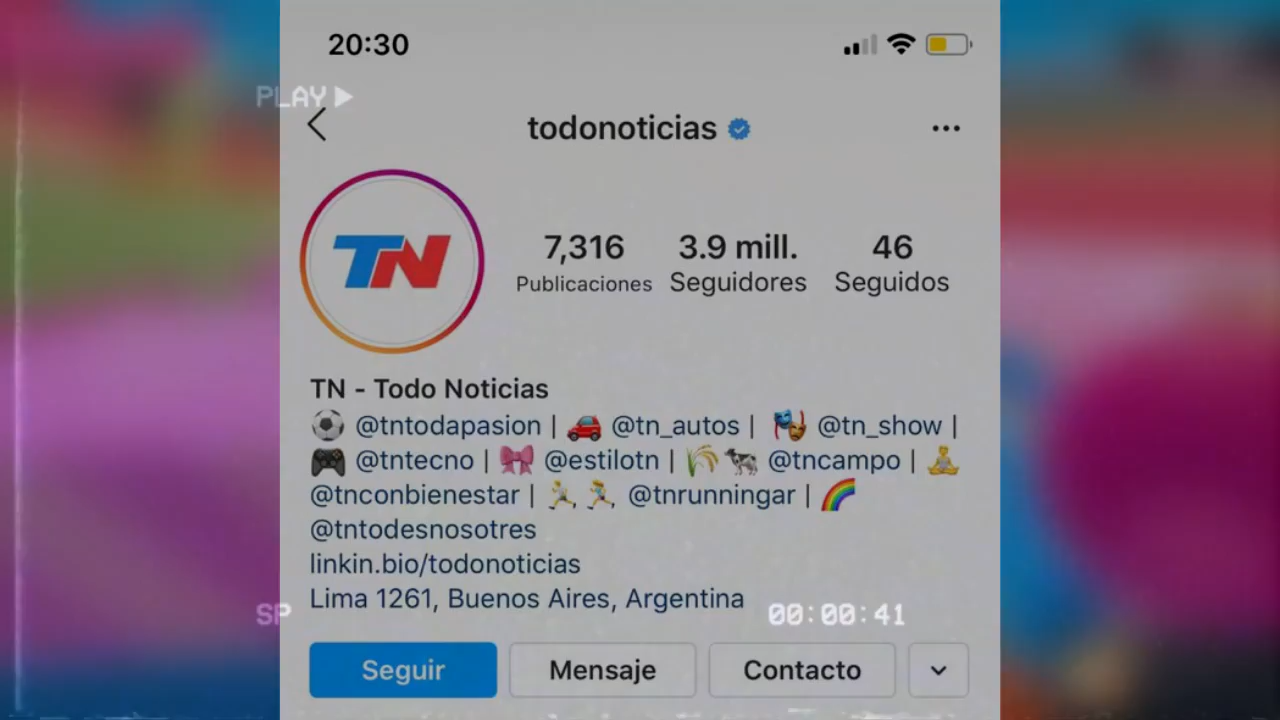 20:30
PLAY
todonoticias
TN
7,316 3.9 mill. 46
Publicaciones Seguidores Seguidos
TN - Todo Noticias
@tntodapasion | @tn_autos | @tn_show |
@tntecno | @estilotn | @tncampo |
@tnconbienestar | @tnrunningar |
@tntodesnosotres
linkin.bio/todonoticias
Lima 1261, Buenos Aires, Argentina
SP 00:00:41
Seguir Mensaje Contacto